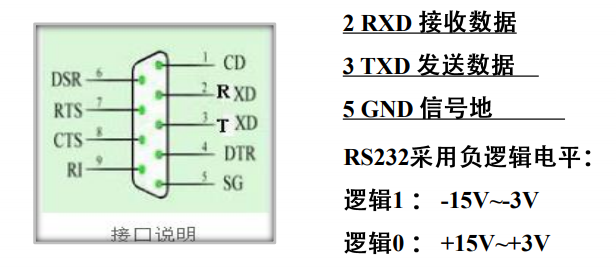 1 CD
DSR 6
2 RXD
RTS 7
3 TXD
CTS 8
4 DTR
RI 9
5 SG
接口说明
2 RXD 接收数据
3 TXD 发送数据
5 GND 信号地
RS232采用负逻辑电平：
逻辑1： -15V~-3V
逻辑0： +15V~+3V